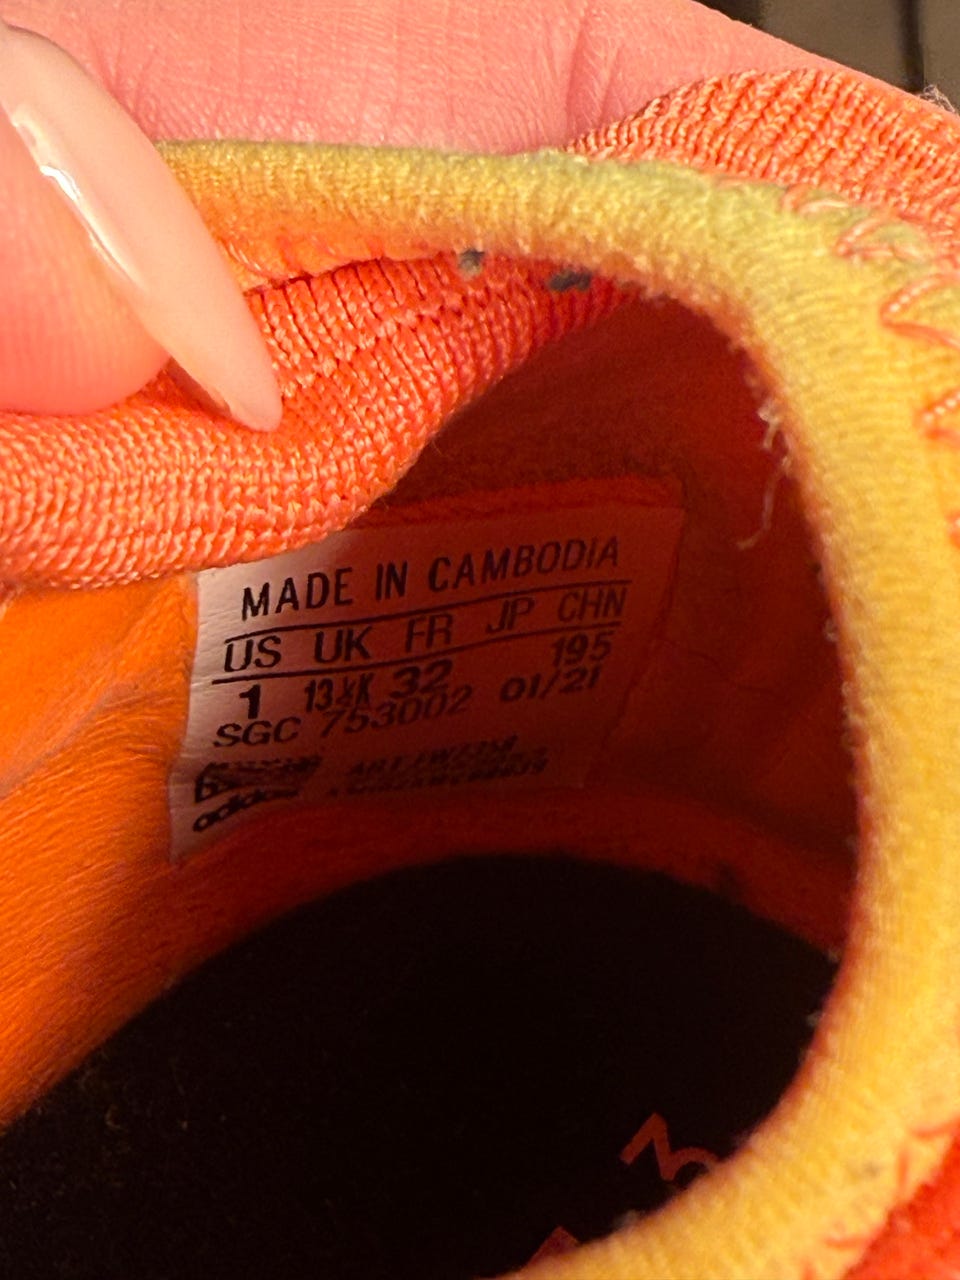 MADE IN CAMBODIA
US UK FR JP CHN
1 13½K 32 195
SGC 753002 01/21
adidas